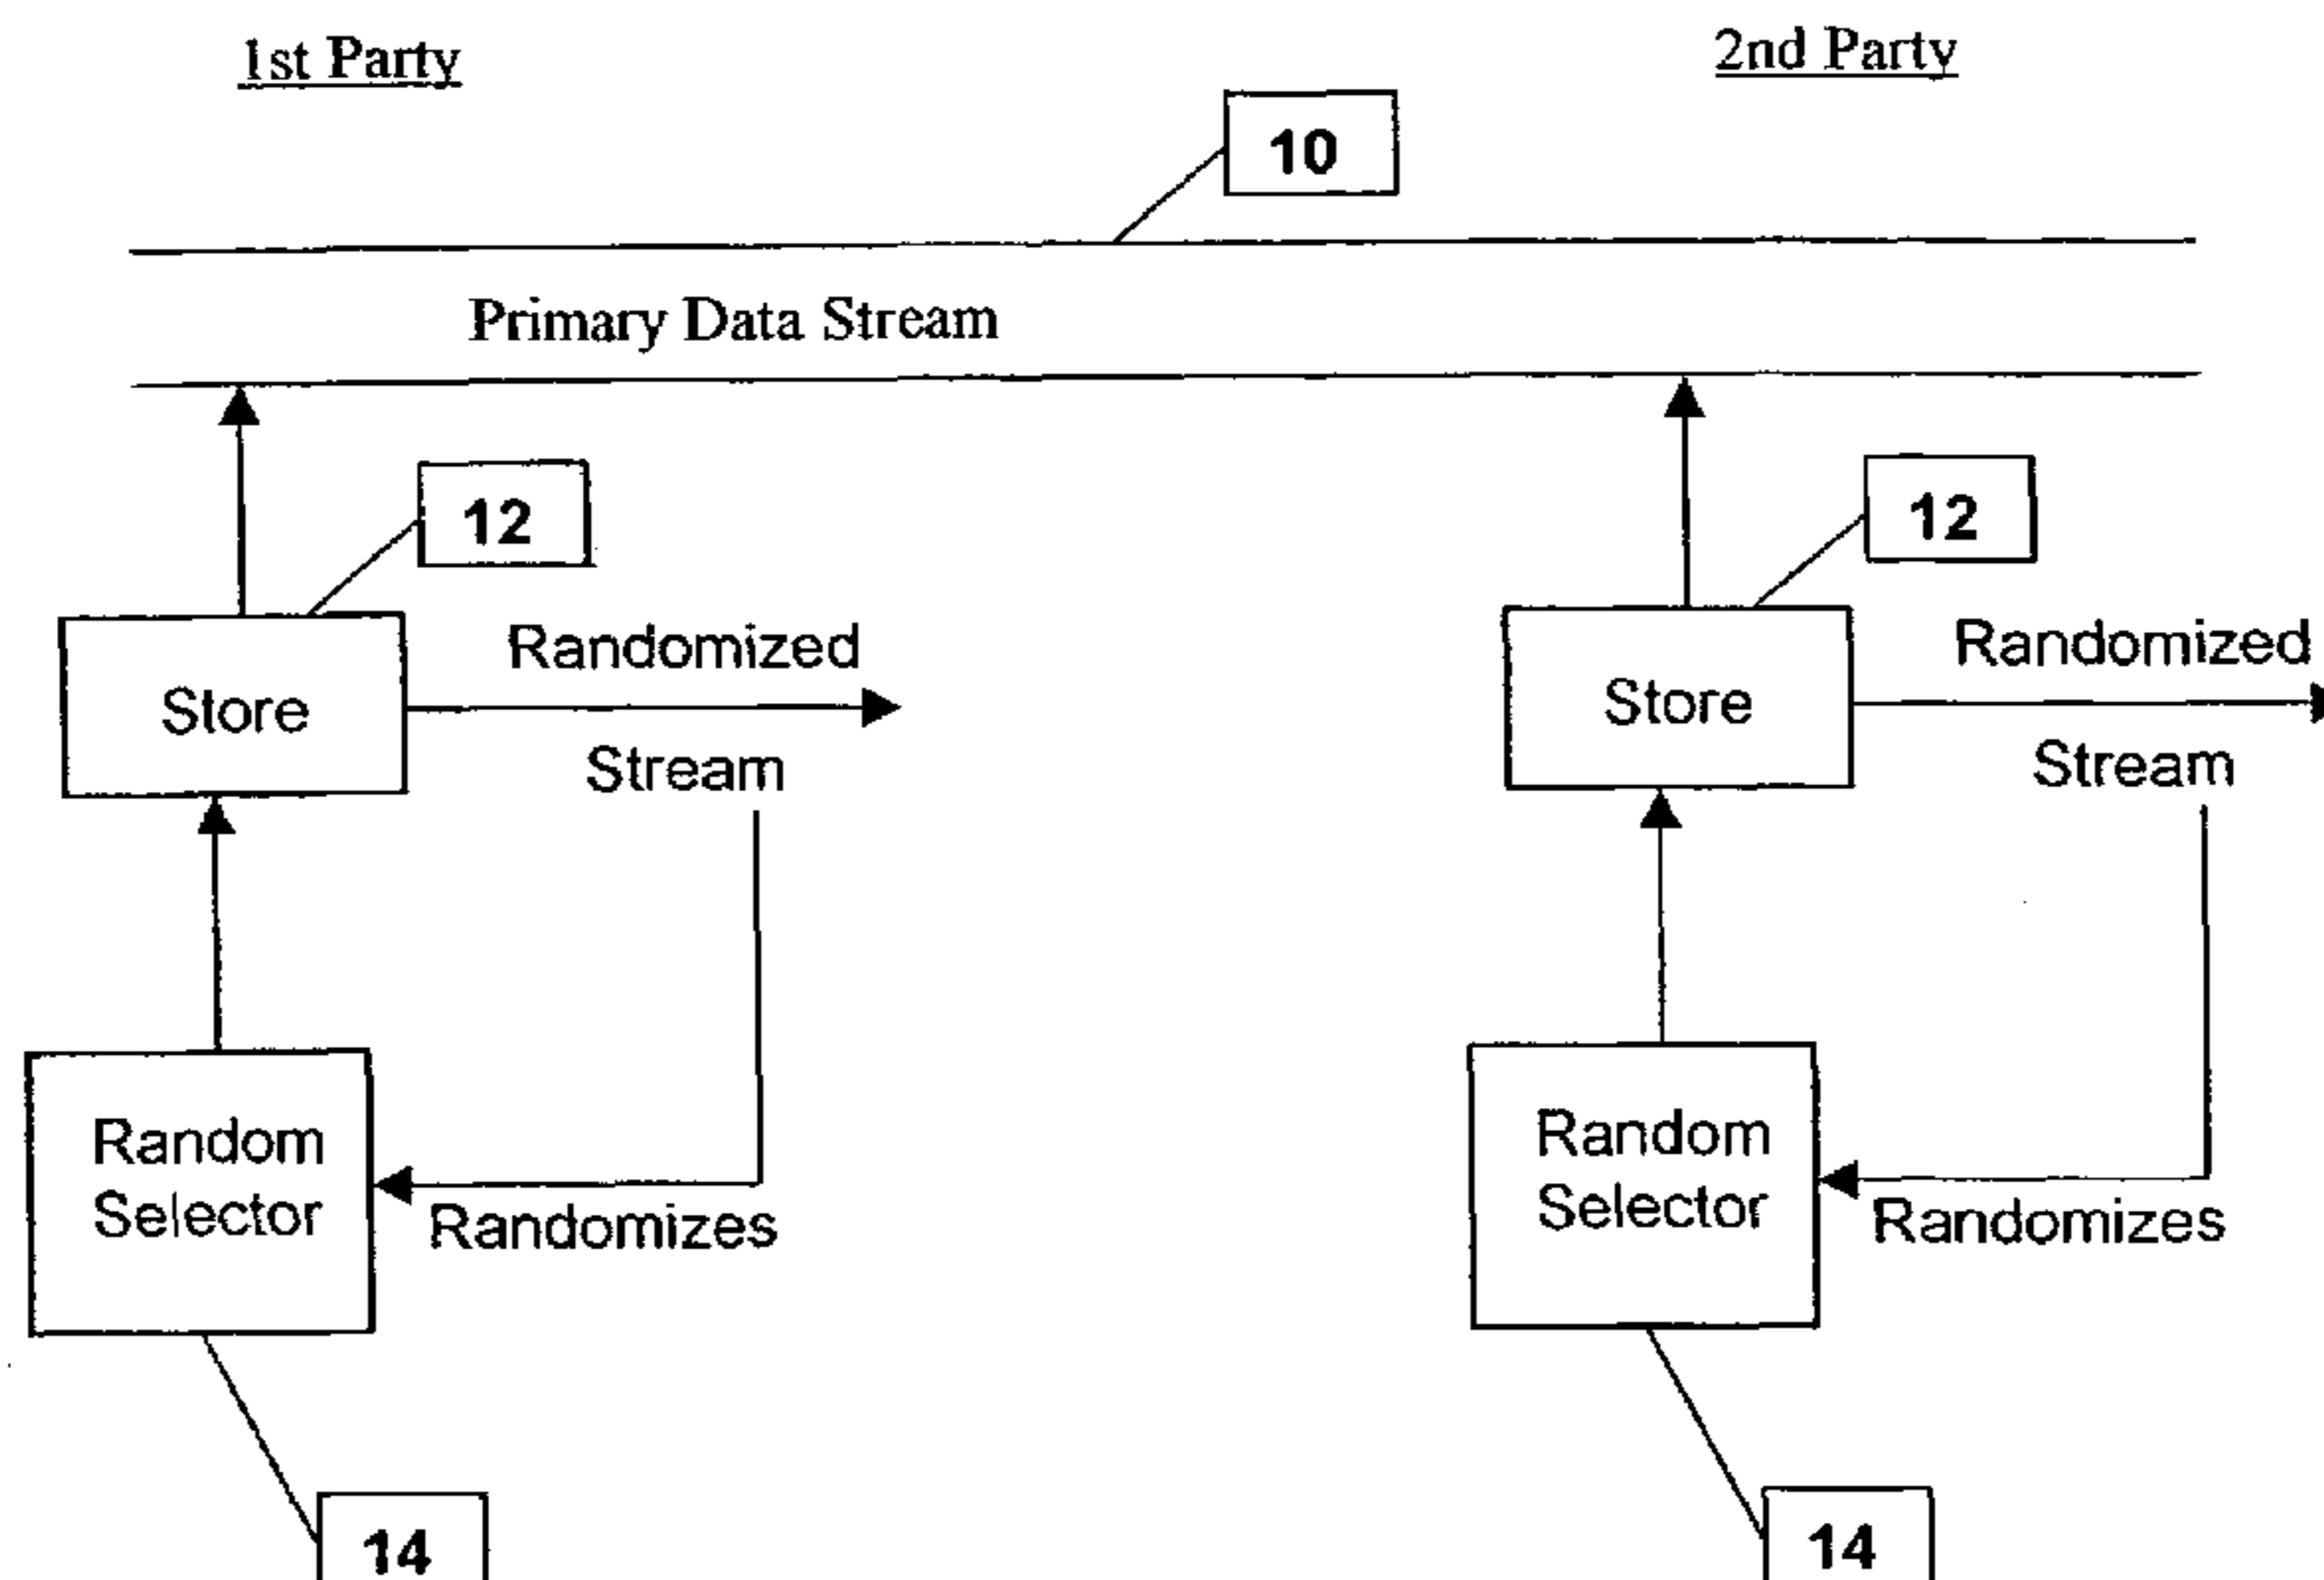 1st Party
2nd Party
10
Primary Data Stream
12
12
Randomized
Randomized
Store
Store
Stream
Stream
Random
Selector
Random
Selector
Randomizes
Randomizes
14
14